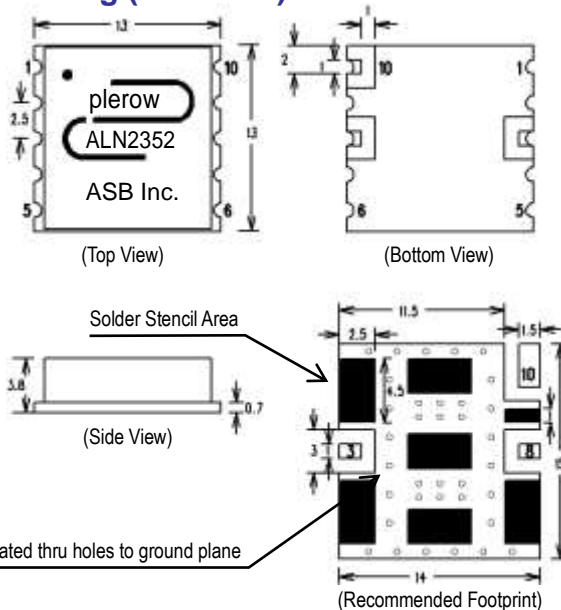 13
1
10
plerow
2.5
ALN2352
13
ASB Inc.
5
6
(Top View)
1
2
1
10
1
6
5
(Bottom View)
Solder Stencil Area
3.8
0.7
(Side View)
11.5
2.5
1.5
10
4.5
3
1
3
8
14
(Recommended Footprint)
ated thru holes to ground plane